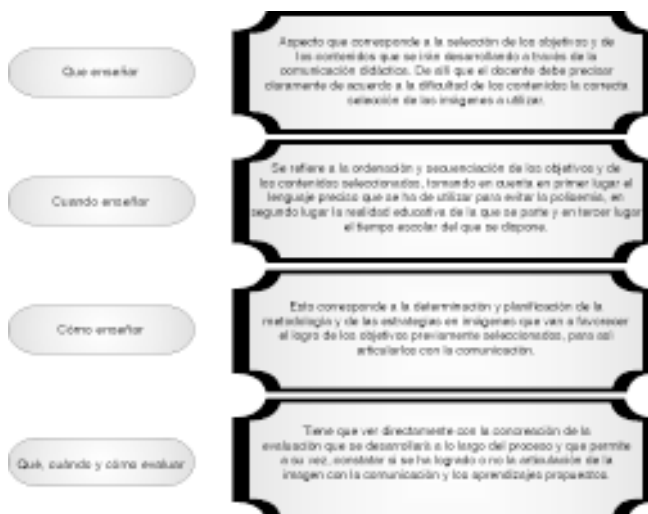 Que enseñar
Aspecto que corresponde a la selección de los objetivos y de
los contenidos que se irán desarrollando a través de la
comunicación didáctica. De allí que el docente debe precisar
claramente de acuerdo a la dificultad de los contenidos la correcta
selección de las imágenes a utilizar.
Cuando enseñar
Se refiere a la ordenación y secuenciación de los objetivos y de
los contenidos seleccionados, tomando en cuenta en primer lugar el
lenguaje preciso que se ha de utilizar para evitar la polisemia, en
segundo lugar la realidad educativa de la que se parte y en tercer lugar
el tiempo escolar del que se dispone.
Cómo enseñar
Esto corresponde a la determinación y planificación de la
metodología y de las estrategias en imágenes que van a favorecer
el logro de los objetivos previamente seleccionados, para así
articularlos con la comunicación.
Qué, cuándo y cómo evaluar
Tiene que ver directamente con la concreación de la
evaluación que se desarrollará a lo largo del proceso y que permite
a su vez, constatar si se ha logrado o no la articulación de la
imagen con la comunicación y los aprendizajes propuestos.